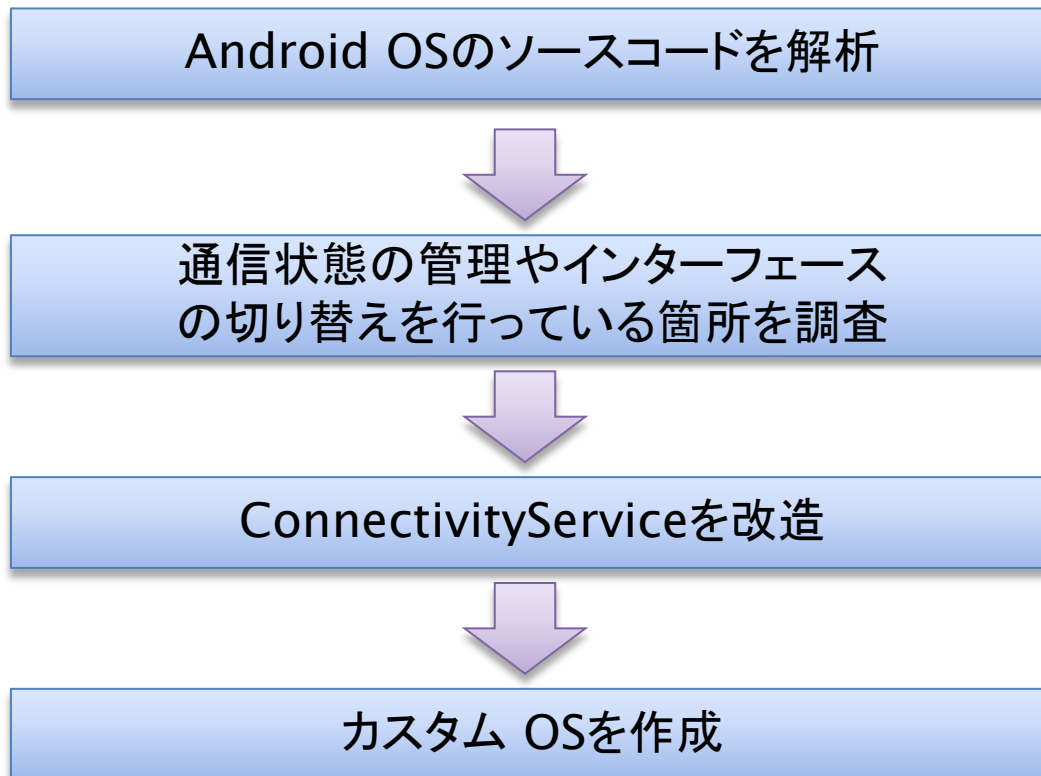 Android OSのソースコードを解析
通信状態の管理やインターフェース
の切り替えを行っている箇所を調査
ConnectivityServiceを改造
カスタム OSを作成